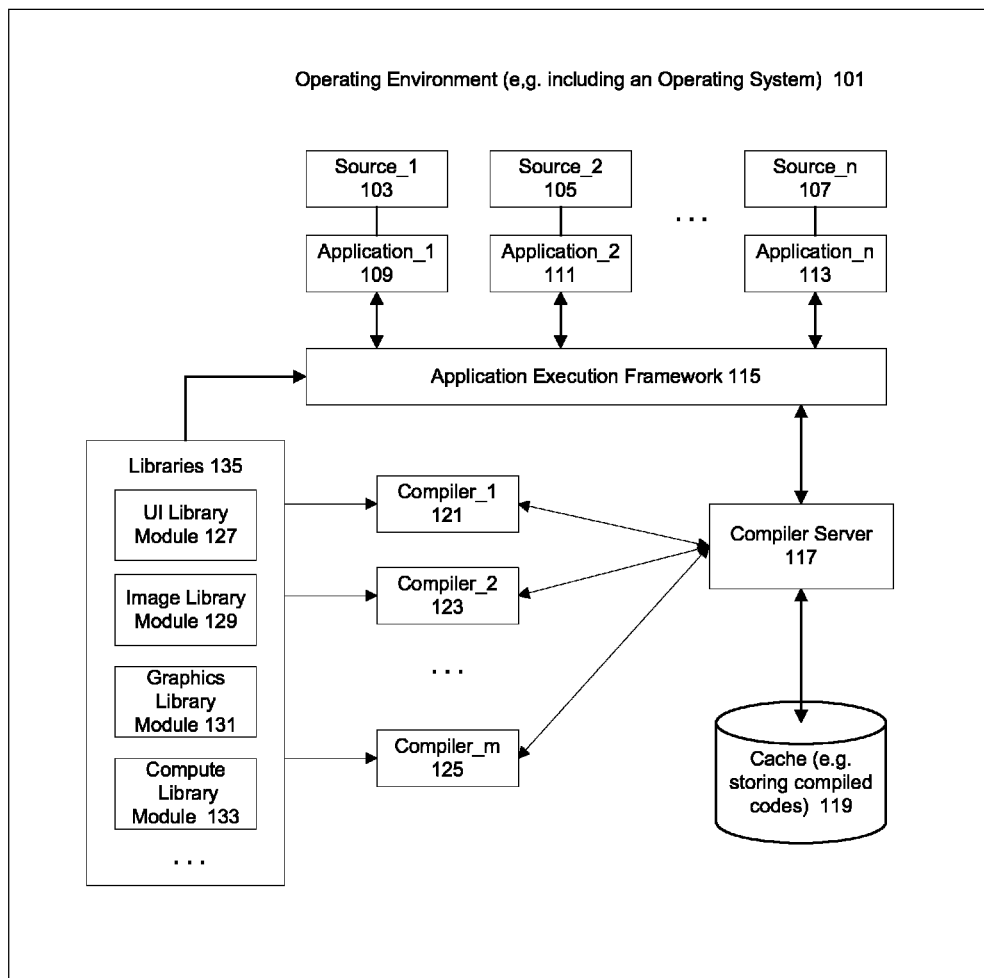 Operating Environment (e,g. including an Operating System) 101
Source_1
103
Source_2
105
Source_n
107
. . .
Application_1
109
Application_2
111
Application_n
113
Application Execution Framework 115
Libraries 135
UI Library
Module 127
Image Library
Module 129
Graphics
Library
Module 131
Compute
Library
Module 133
. . .
Compiler_1
121
Compiler_2
123
. . .
Compiler_m
125
Compiler Server
117
Cache (e.g.
storing compiled
codes) 119